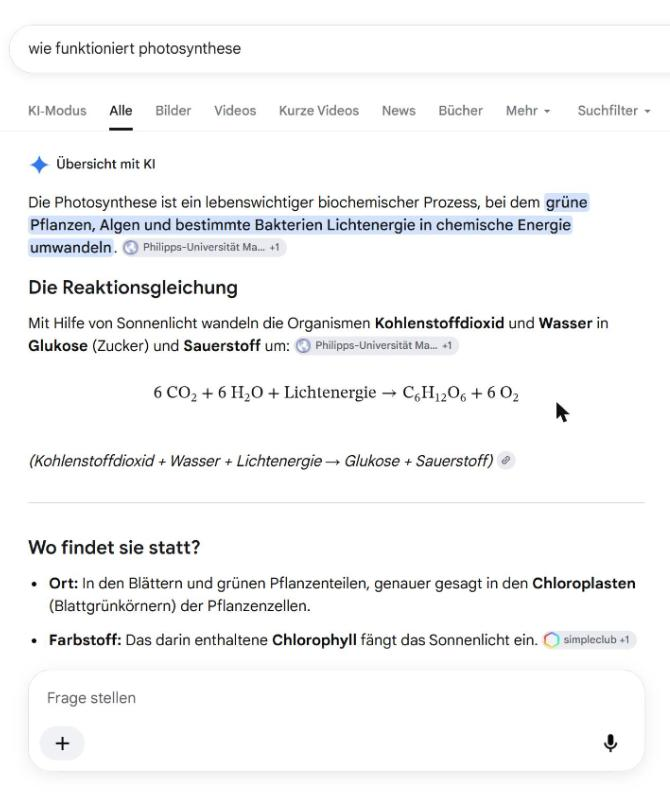 wie funktioniert photosynthese
KI-Modus Alle Bilder Videos Kurze Videos News Bücher Mehr Suchfilter
Übersicht mit KI
Die Photosynthese ist ein lebenswichtiger biochemischer Prozess, bei dem grüne
Pflanzen, Algen und bestimmte Bakterien Lichtenergie in chemische Energie
umwandeln. Philipps-Universität Ma... +1
Die Reaktionsgleichung
Mit Hilfe von Sonnenlicht wandeln die Organismen Kohlenstoffdioxid und Wasser in
Glukose (Zucker) und Sauerstoff um: Philipps-Universität Ma... +1
6 CO₂ + 6 H₂O + Lichtenergie → C₆H₁₂O₆ + 6 O₂
(Kohlenstoffdioxid + Wasser + Lichtenergie → Glukose + Sauerstoff)
Wo findet sie statt?
• Ort: In den Blättern und grünen Pflanzenteilen, genauer gesagt in den Chloroplasten
(Blattgrünkörnern) der Pflanzenzellen.
• Farbstoff: Das darin enthaltene Chlorophyll fängt das Sonnenlicht ein. simpleclub +1
Frage stellen